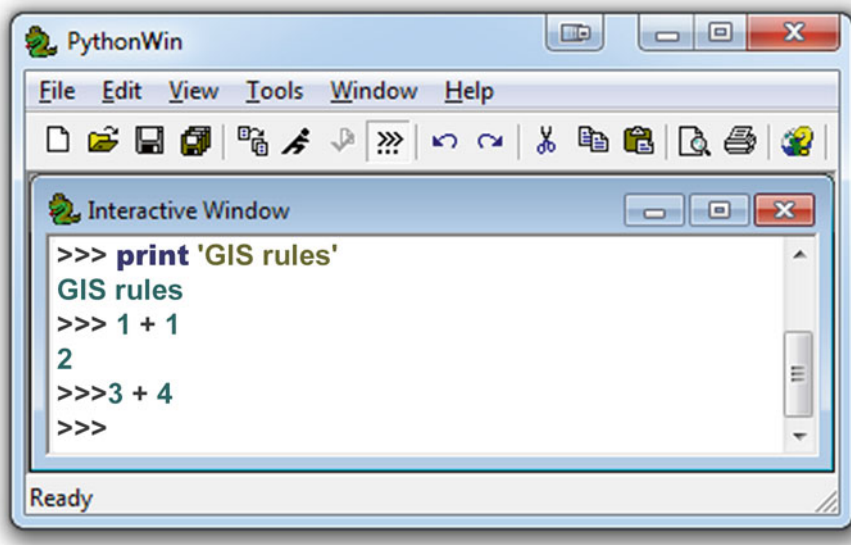 PythonWin
File Edit View Tools Window Help
Interactive Window
>>> print 'GIS rules'
GIS rules
>>> 1 + 1
2
>>>3 + 4
>>>
Ready